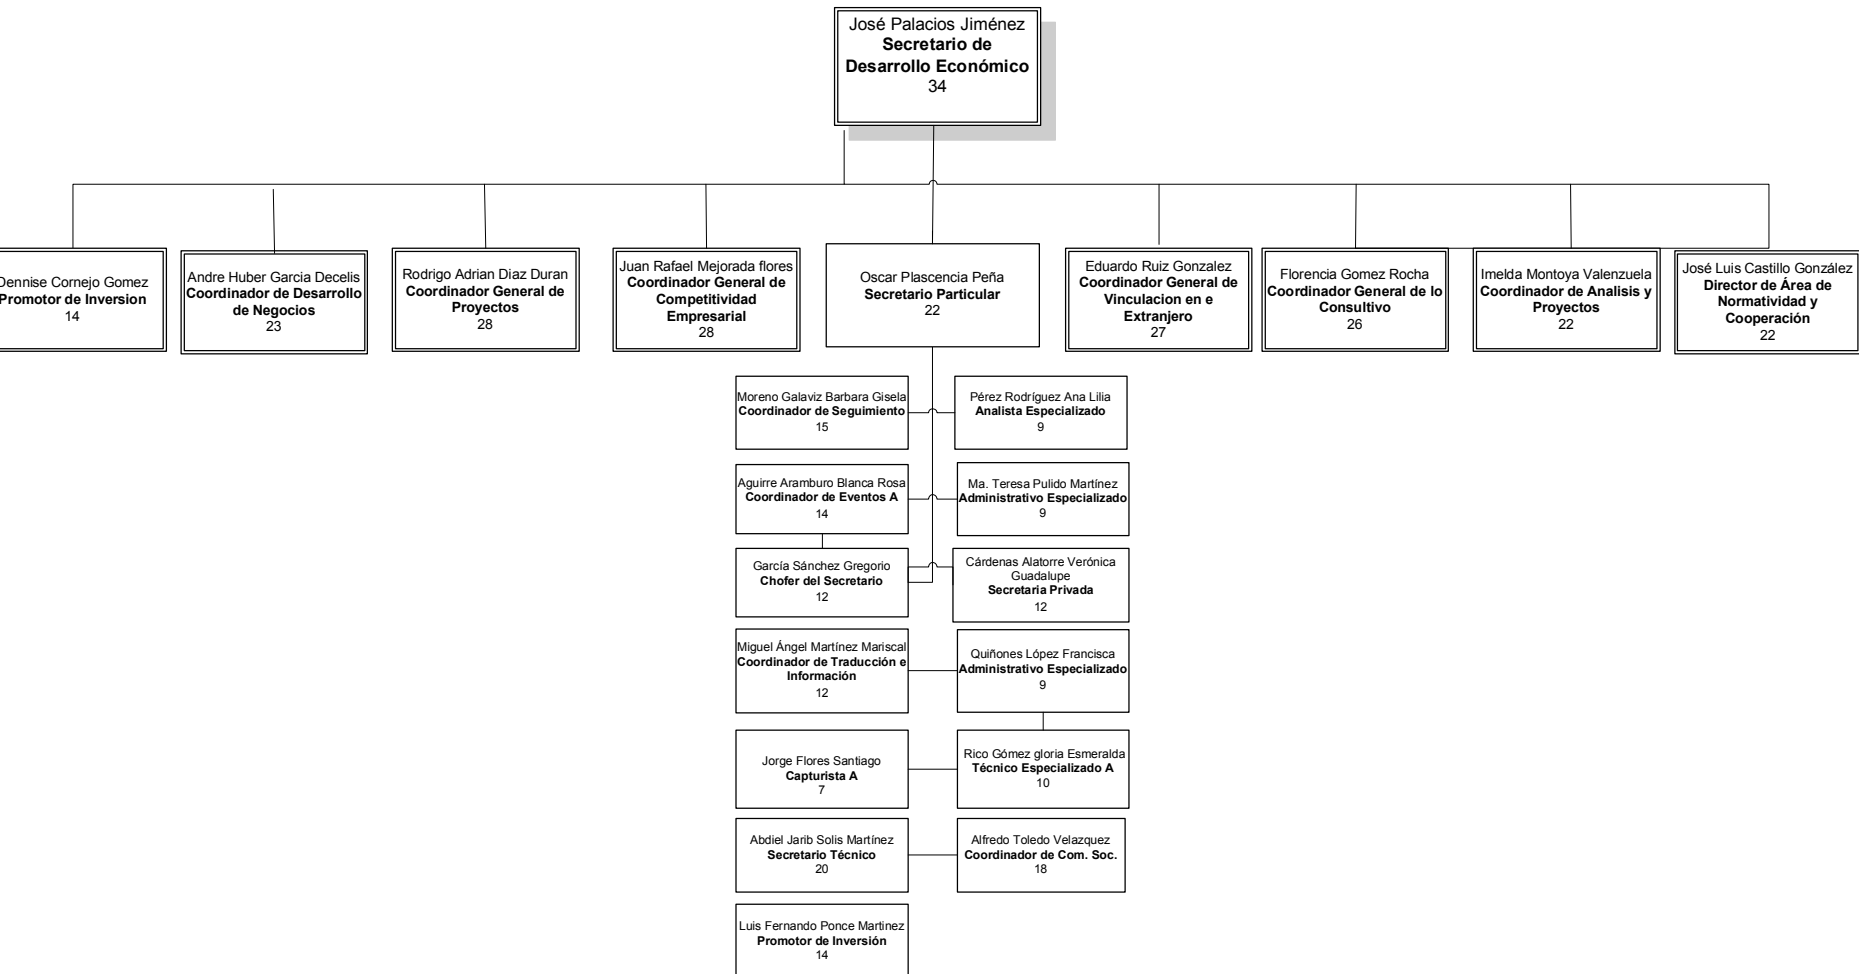 José Palacios Jiménez
Secretario de
Desarrollo Económico
34
Dennise Cornejo Gomez
Promotor de Inversion
14
Andre Huber Garcia Decelis
Coordinador de Desarrollo
de Negocios
23
Rodrigo Adrian Diaz Duran
Coordinador General de
Proyectos
28
Juan Rafael Mejorada flores
Coordinador General de
Competitividad
Empresarial
28
Oscar Plascencia Peña
Secretario Particular
22
Eduardo Ruiz Gonzalez
Coordinador General de
Vinculacion en e
Extranjero
27
Florencia Gomez Rocha
Coordinador General de lo
Consultivo
26
Imelda Montoya Valenzuela
Coordinador de Analisis y
Proyectos
22
José Luis Castillo González
Director de Área de
Normatividad y
Cooperación
22
Moreno Galaviz Barbara Gisela
Coordinador de Seguimiento
15
Pérez Rodríguez Ana Lilia
Analista Especializado
9
Aguirre Aramburo Blanca Rosa
Coordinador de Eventos A
14
Ma. Teresa Pulido Martínez
Administrativo Especializado
9
García Sánchez Gregorio
Chofer del Secretario
12
Cárdenas Alatorre Verónica
Guadalupe
Secretaria Privada
12
Miguel Ángel Martínez Mariscal
Coordinador de Traducción e
Información
12
Quiñones López Francisca
Administrativo Especializado
9
Jorge Flores Santiago
Capturista A
7
Rico Gómez gloria Esmeralda
Técnico Especializado A
10
Abdiel Jarib Solis Martínez
Secretario Técnico
20
Alfredo Toledo Velazquez
Coordinador de Com. Soc.
18
Luis Fernando Ponce Martinez
Promotor de Inversión
14